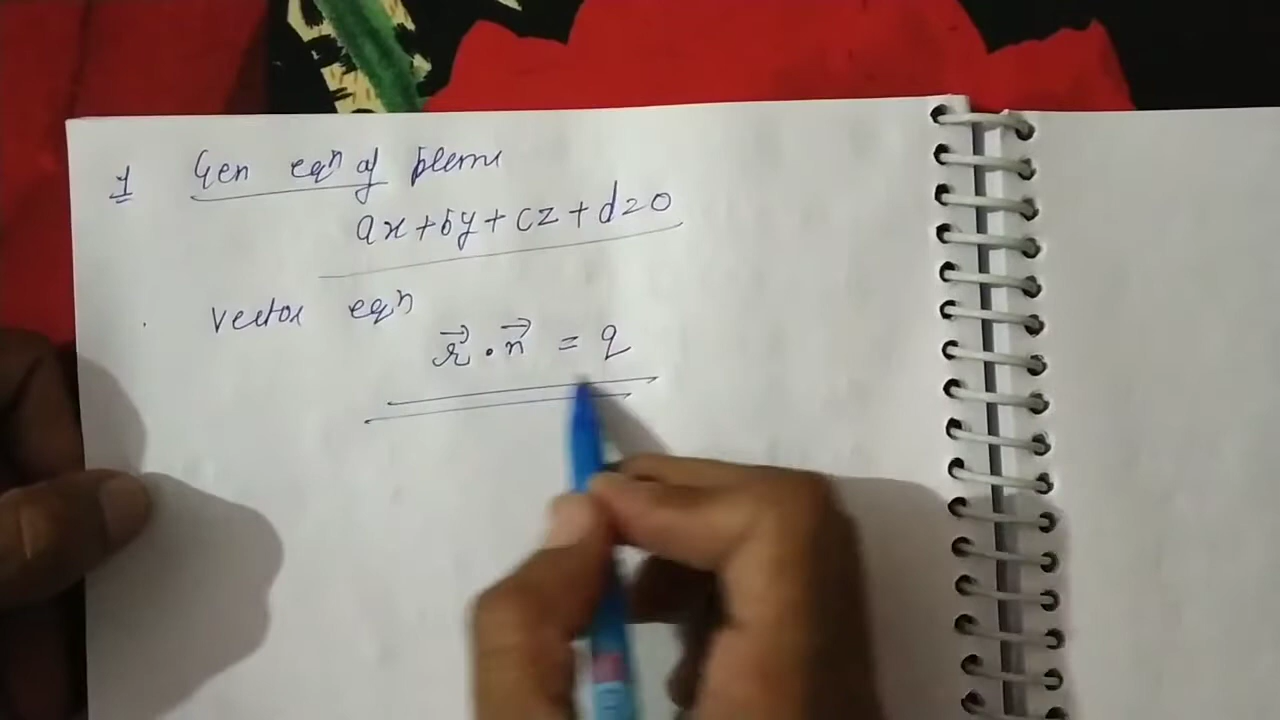 1 Gen eqn of plane
ax+by+cz+d=0
vector eqn
r⃗ . n⃗ = q